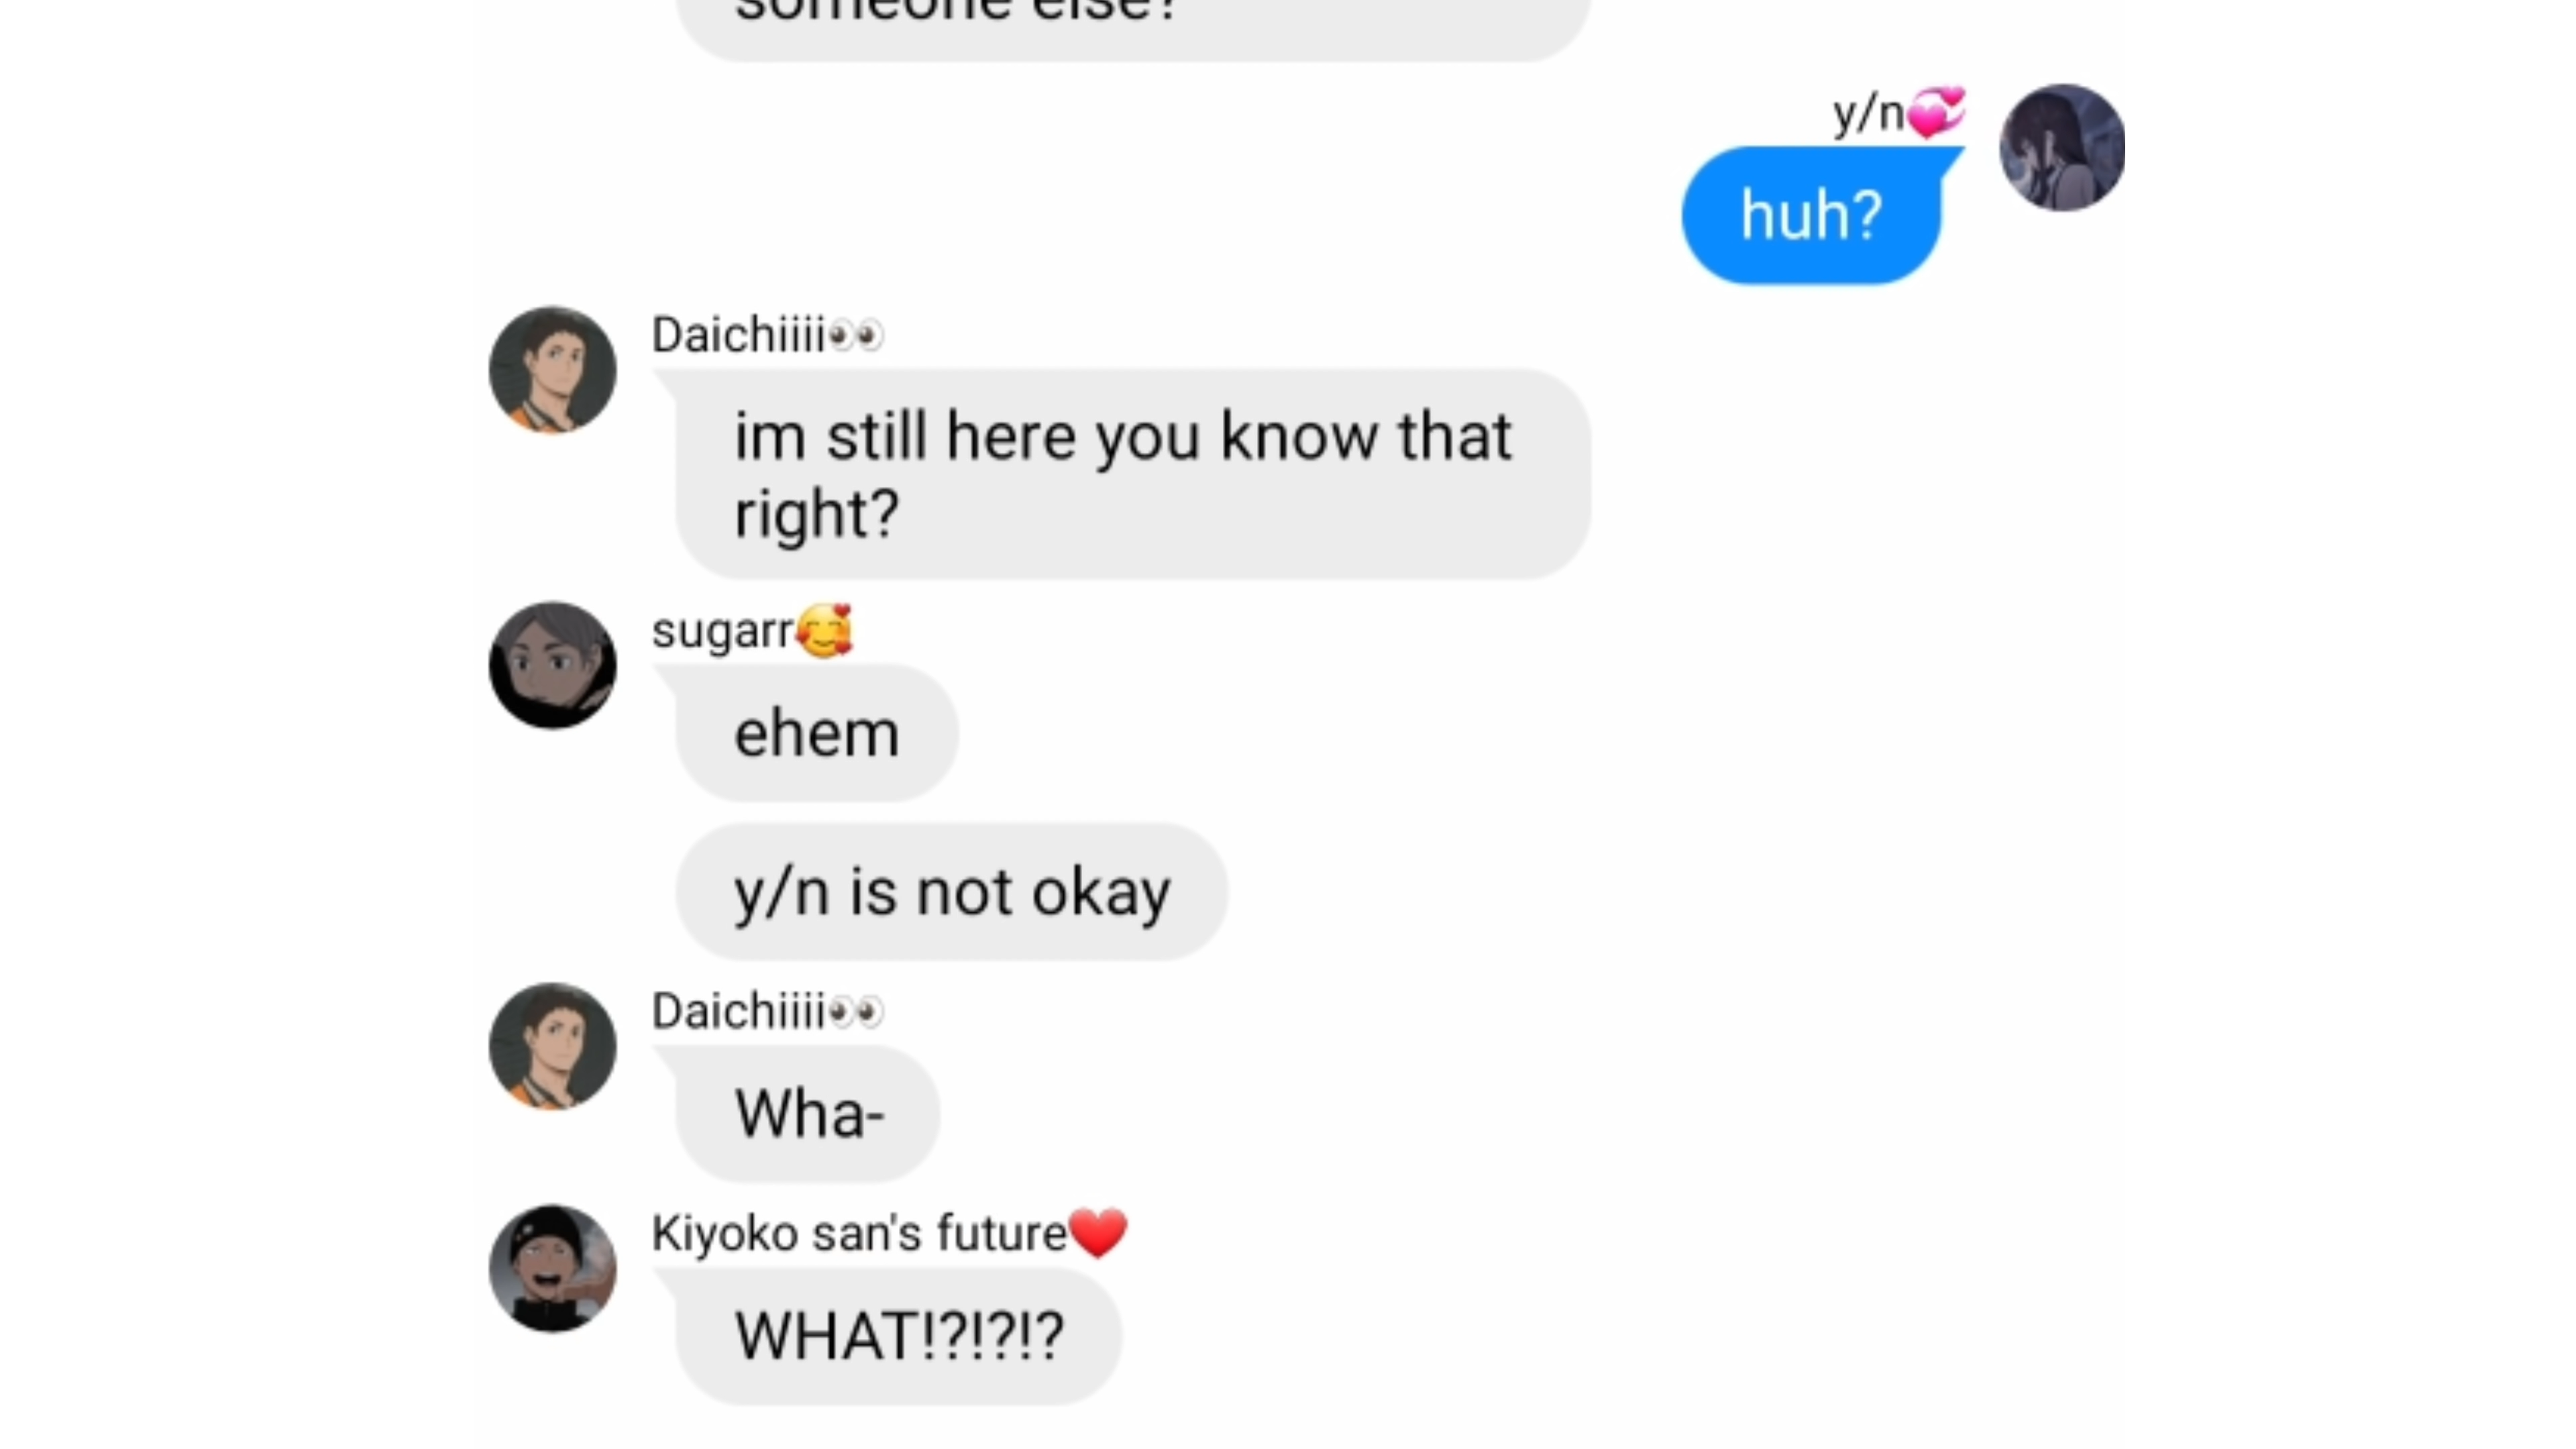 someone else?
y/n💞
huh?
Daichiiii👀
im still here you know that
right?
sugarr🥰
ehem
y/n is not okay
Daichiiii👀
Wha-
Kiyoko san's future❤️
WHAT!?!?!?